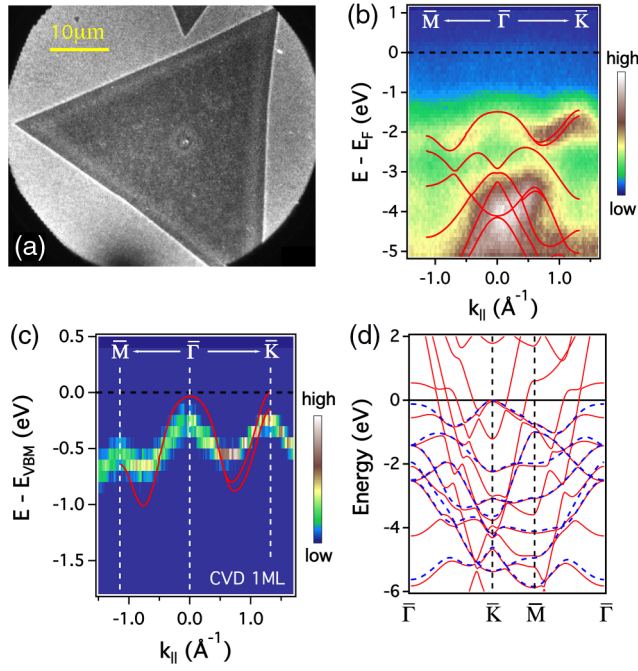 10μm
(a)
(b)
M̄ Γ̄ K̄
high
low
E - E_F (eV)
1
0
-1
-2
-3
-4
-5
-1.0 0.0 1.0
k_|| (Å⁻¹)
(c)
M̄ Γ̄ K̄
high
low
E - E_VBM (eV)
0.5
0.0
-0.5
-1.0
-1.5
CVD 1ML
-1.0 0.0 1.0
k_|| (Å⁻¹)
(d)
Energy (eV)
2
0
-2
-4
-6
Γ̄ K̄ M̄ Γ̄